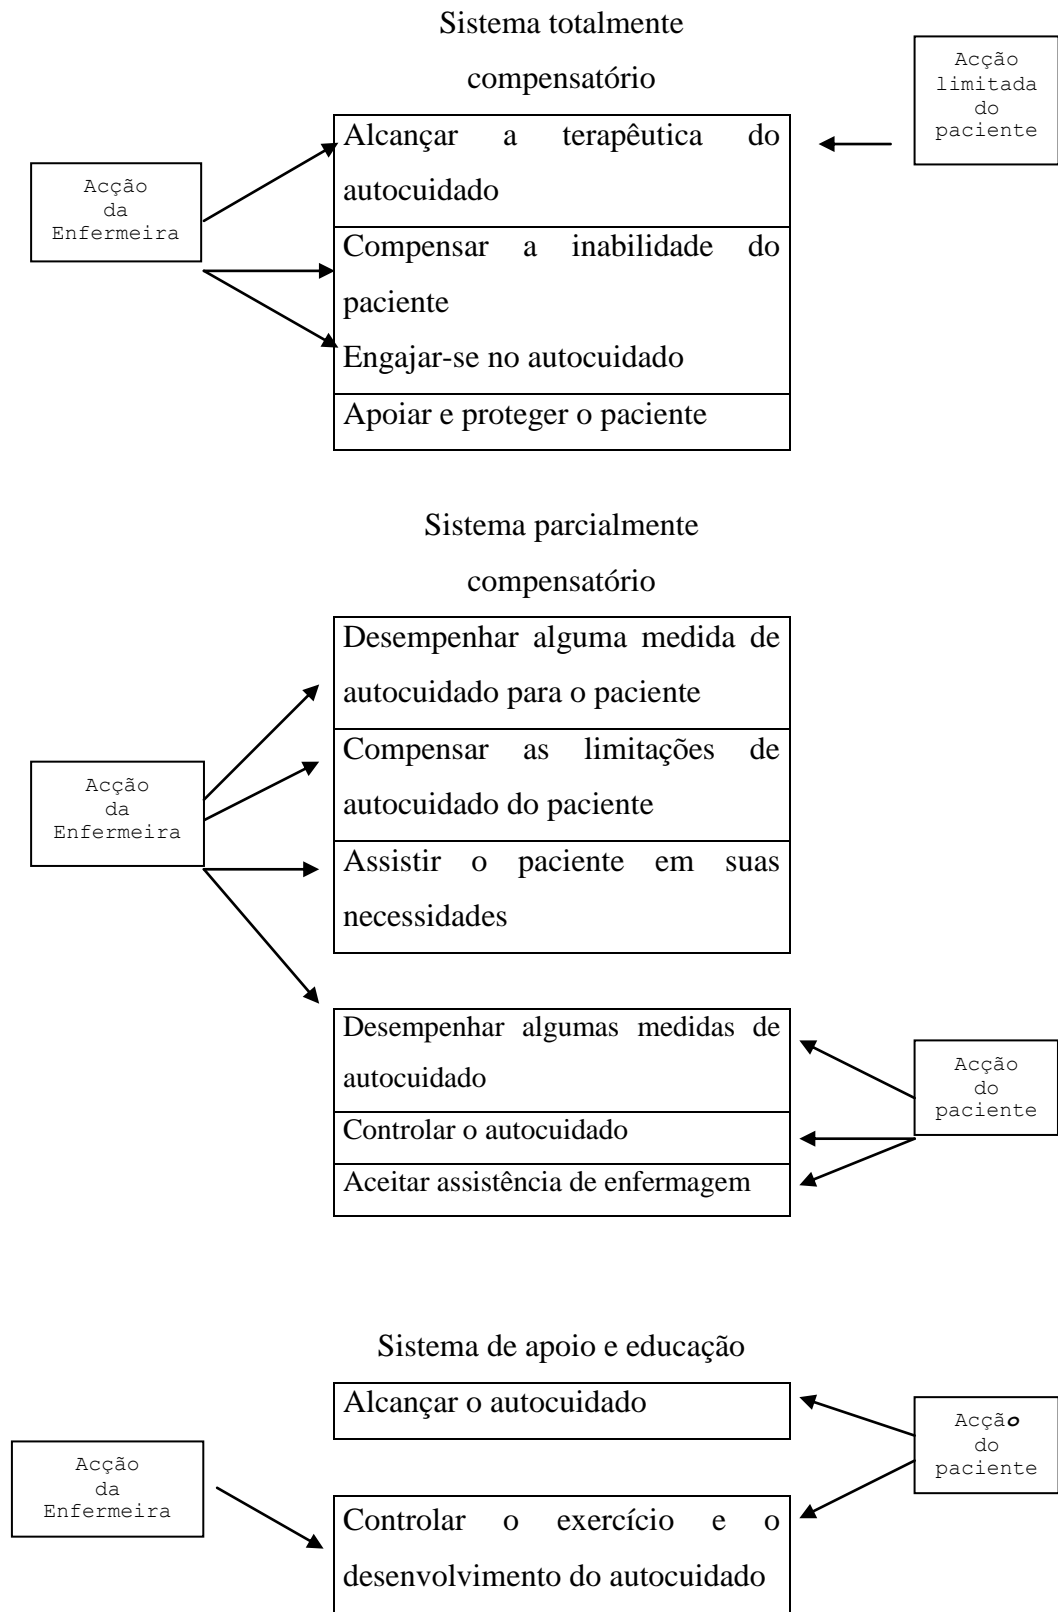 Sistema totalmente
compensatório
Acção
limitada
do
paciente
Acção
da
Enfermeira
Alcançar a terapêutica do
autocuidado
Compensar a inabilidade do
paciente
Engajar-se no autocuidado
Apoiar e proteger o paciente
Sistema parcialmente
compensatório
Acção
da
Enfermeira
Desempenhar alguma medida de
autocuidado para o paciente
Compensar as limitações de
autocuidado do paciente
Assistir o paciente em suas
necessidades
Desempenhar algumas medidas de
autocuidado
Controlar o autocuidado
Aceitar assistência de enfermagem
Acção
do
paciente
Sistema de apoio e educação
Alcançar o autocuidado
Acção
do
paciente
Acção
da
Enfermeira
Controlar o exercício e o
desenvolvimento do autocuidado